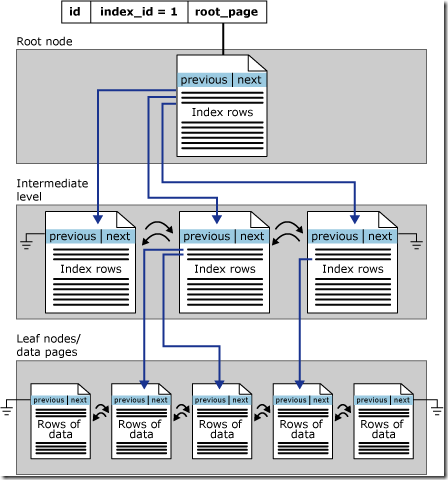 id index_id = 1 root_page
Root node
previous next
Index rows
Intermediate
level
previous next previous next previous next
Index rows Index rows Index rows
Leaf nodes/
data pages
previous next previous next previous next previous next previous next
Rows of Rows of Rows of Rows of Rows of
data data data data data